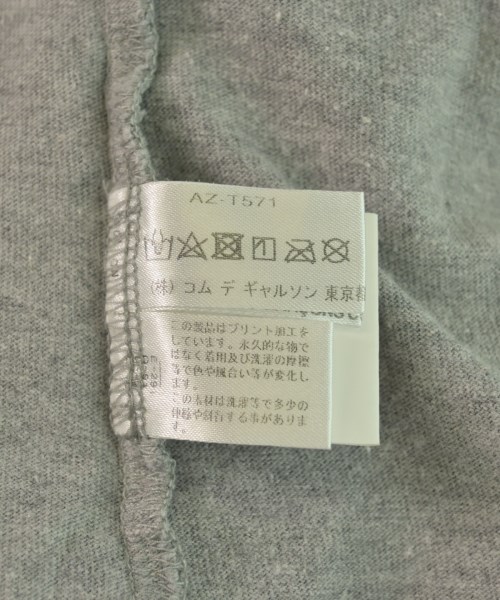 AZ-T571
(株) コム デ ギャルソン 東京都
この製品はプリント加工を
しています。永久的な物で
はなく着用及び洗濯の摩擦
等で色や風合い等が変化し
ます。
この素材は洗濯等で多少の
伸縮や斜行する事がありま
す。